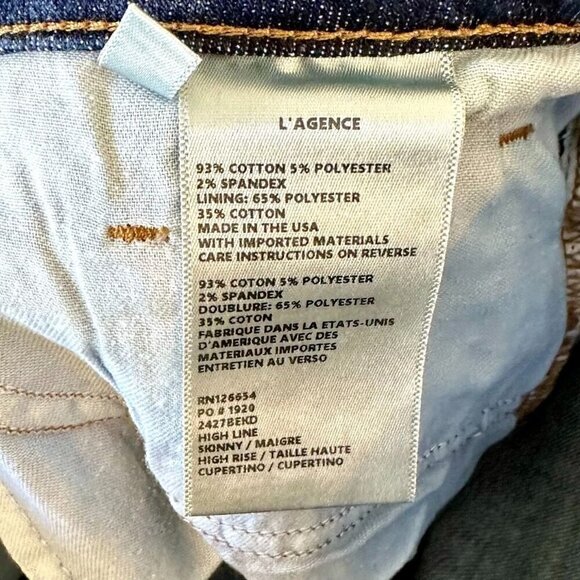 L'AGENCE
93% COTTON 5% POLYESTER
2% SPANDEX
LINING: 65% POLYESTER
35% COTTON
MADE IN THE USA
WITH IMPORTED MATERIALS
CARE INSTRUCTIONS ON REVERSE
93% COTON 5% POLYESTER
2% SPANDEX
DOUBLURE: 65% POLYESTER
35% COTON
FABRIQUE DANS LA ETATS-UNIS
D'AMERIQUE AVEC DES
MATERIAUX IMPORTES
ENTRETIEN AU VERSO
RN126654
PO # 1920
2427BEKD
HIGH LINE
SKINNY / MAIGRE
HIGH RISE / TAILLE HAUTE
CUPERTINO / CUPERTINO